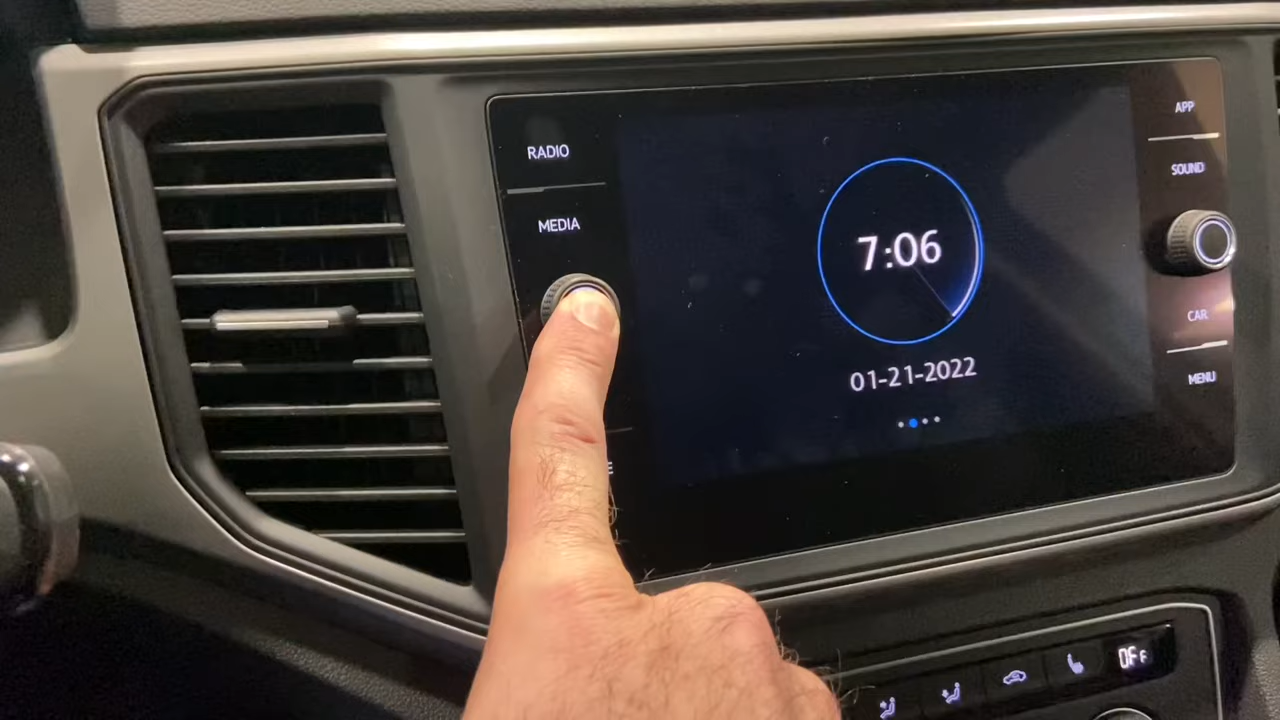 RADIO
MEDIA
E
7:06
01-21-2022
APP
SOUND
CAR
MENU
OFF